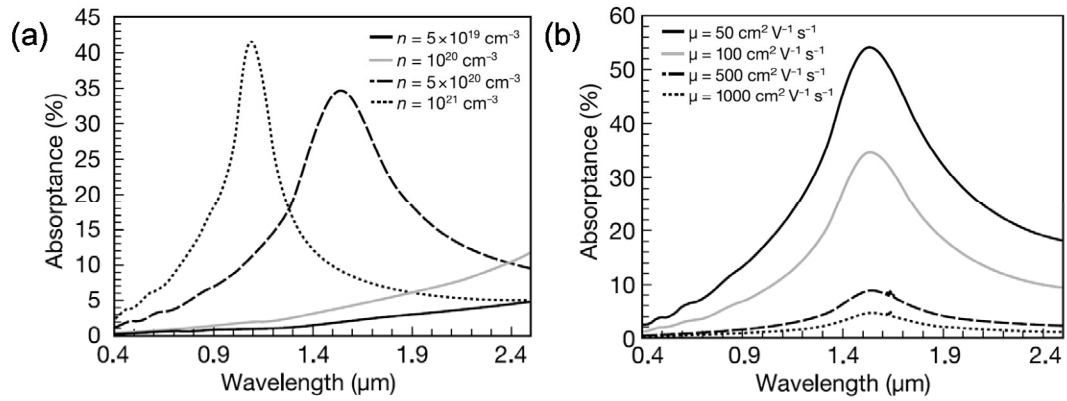 (a)
45
40
35
30
25
20
15
10
5
0
Absorptance (%)
n = 5×10¹⁹ cm⁻³
n = 10²⁰ cm⁻³
n = 5×10²⁰ cm⁻³
n = 10²¹ cm⁻³
0.4 0.9 1.4 1.9 2.4
Wavelength (µm)
(b)
60
50
40
30
20
10
0
Absorptance (%)
µ = 50 cm² V⁻¹ s⁻¹
µ = 100 cm² V⁻¹ s⁻¹
µ = 500 cm² V⁻¹ s⁻¹
µ = 1000 cm² V⁻¹ s⁻¹
0.4 0.9 1.4 1.9 2.4
Wavelength (µm)